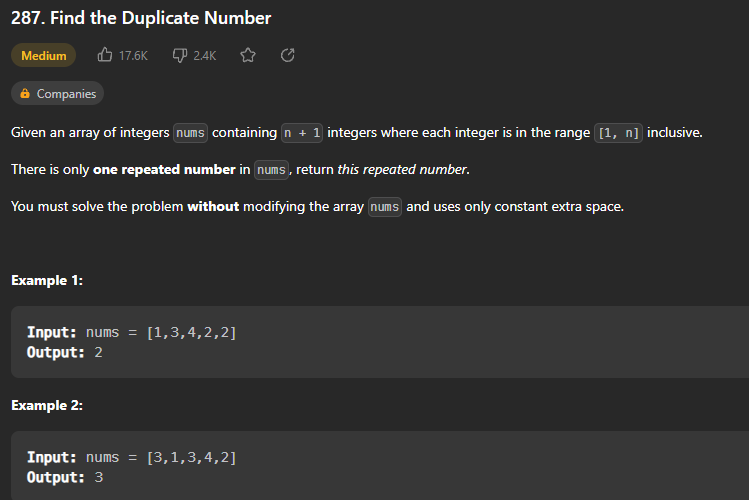 287. Find the Duplicate Number
Medium 17.6K 2.4K
Companies
Given an array of integers nums containing n + 1 integers where each integer is in the range [1, n] inclusive.
There is only one repeated number in nums, return this repeated number.
You must solve the problem without modifying the array nums and uses only constant extra space.
Example 1:
Input: nums = [1,3,4,2,2]
Output: 2
Example 2:
Input: nums = [3,1,3,4,2]
Output: 3